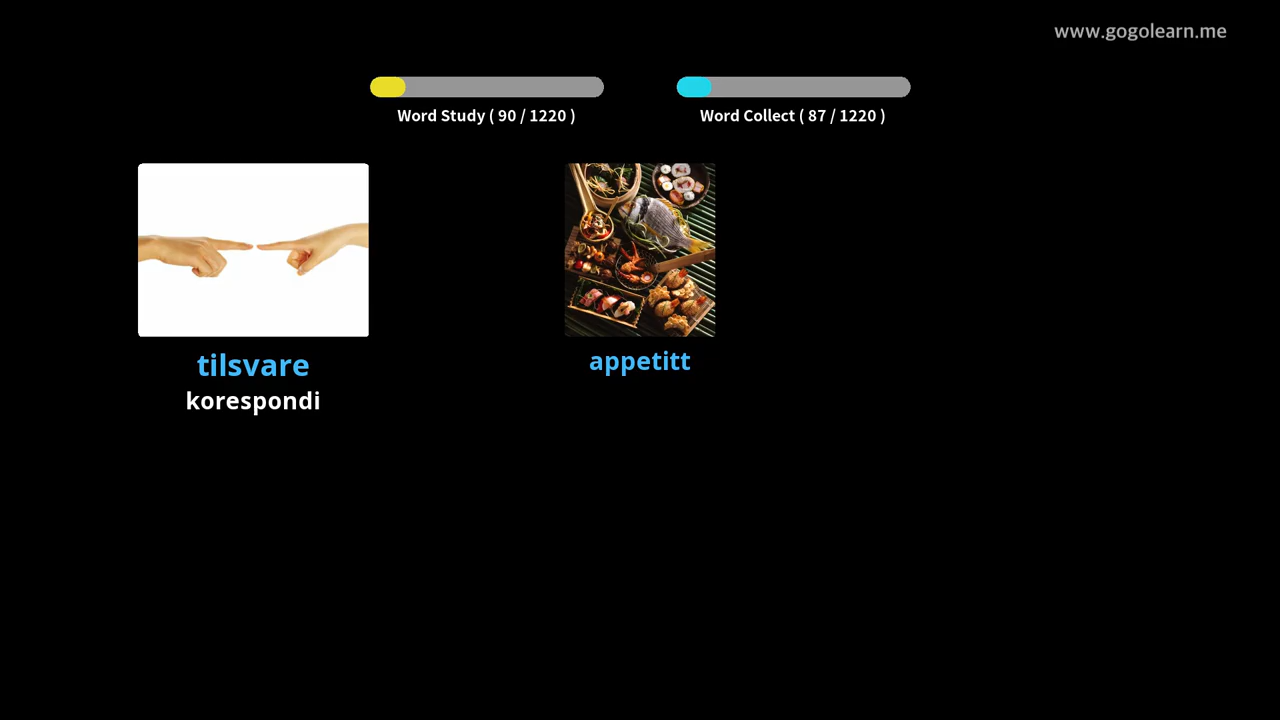 www.gogolearn.me
Word Study ( 90 / 1220 )
Word Collect ( 87 / 1220 )
tilsvare
korespondi
appetitt